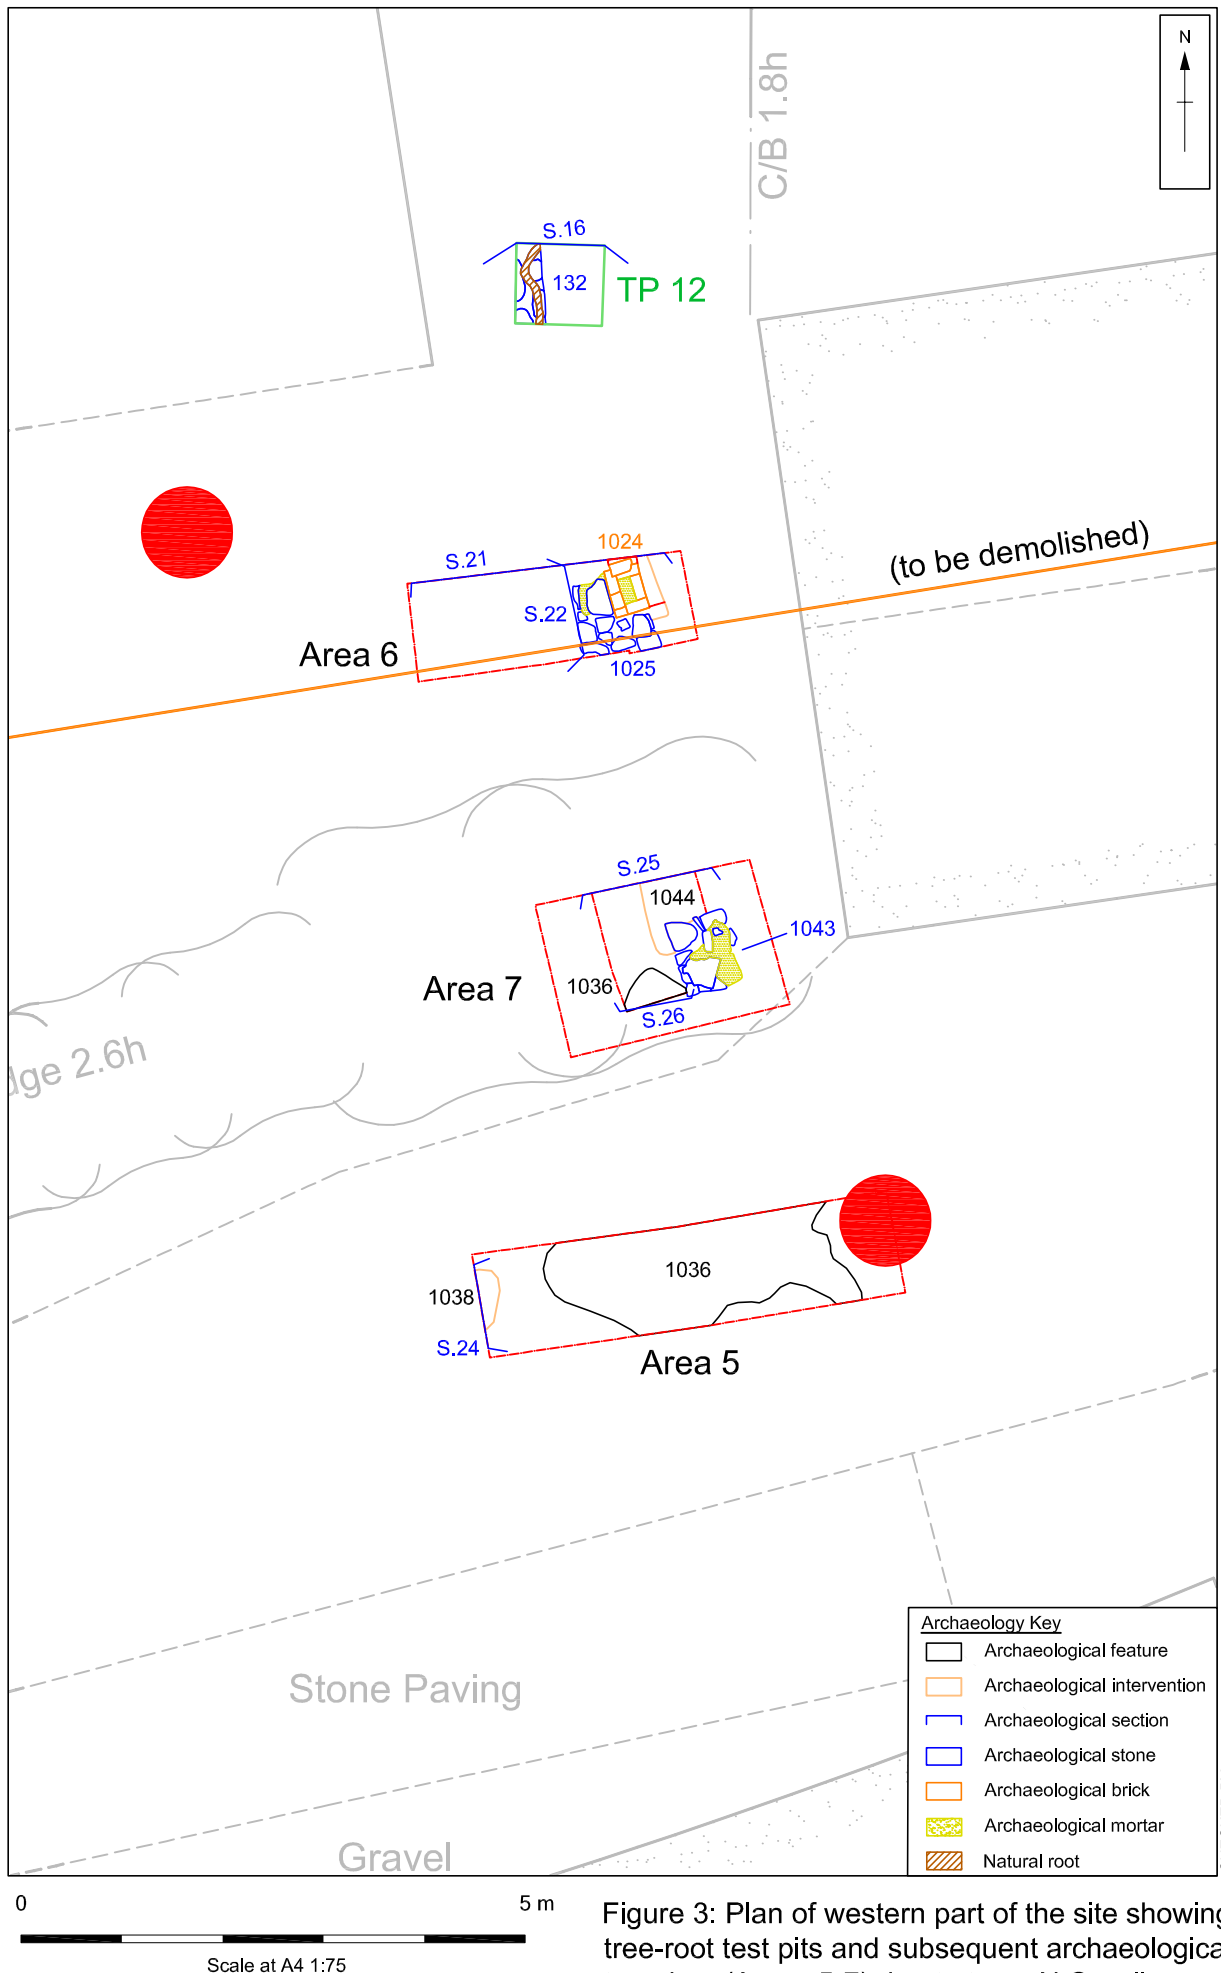 N
C/B 1.8h
S.16
132
TP 12
(to be demolished)
S.21
1024
S.22
Area 6
1025
S.25
1044
1043
Area 7
1036
S.26
dge 2.6h
1036
1038
S.24
Area 5
Stone Paving
Gravel
Archaeology Key
Archaeological feature
Archaeological intervention
Archaeological section
Archaeological stone
Archaeological brick
Archaeological mortar
Natural root
0
5 m
Scale at A4 1:75
Figure 3: Plan of western part of the site showing
tree-root test pits and subsequent archaeologica